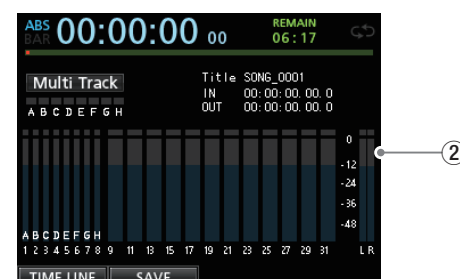 ABS 00:00:00 00 REMAIN
BAR 06:17
Multi Track
Title SONG_0001
IN 00:00:00.00.0
OUT 00:00:00.00.0
A B C D E F G H
0
-12
②
-24
-36
-48
A B C D E F G H
1 2 3 4 5 6 7 8 9 11 13 15 17 19 21 23 25 27 29 31 L R
TIME LINE SAVE